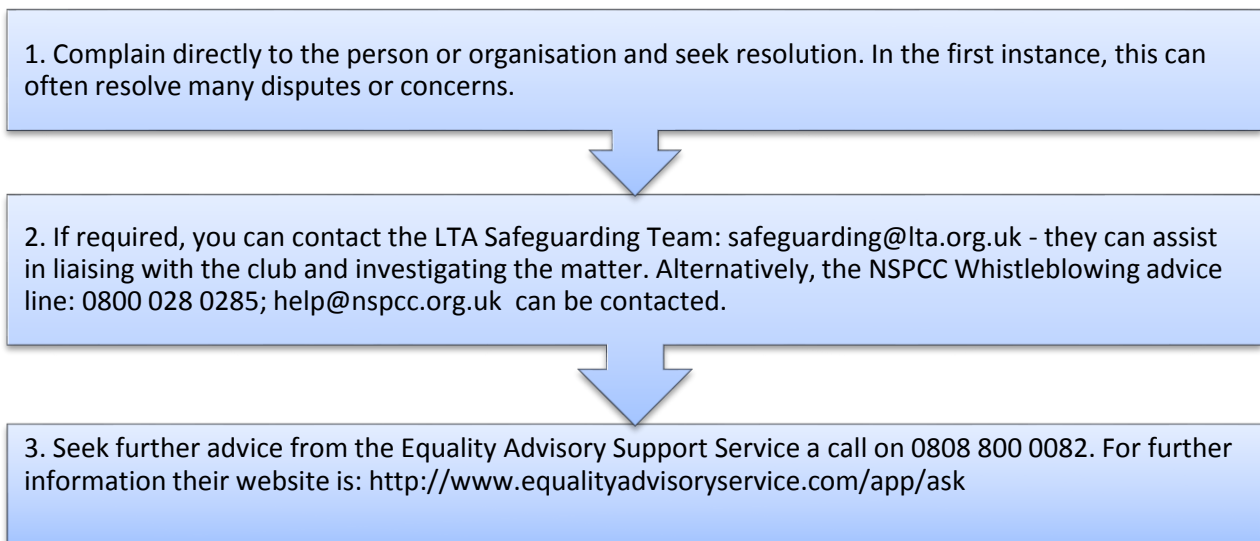 1. Complain directly to the person or organisation and seek resolution. In the first instance, this can
often resolve many disputes or concerns.
2. If required, you can contact the LTA Safeguarding Team: safeguarding@lta.org.uk - they can assist
in liaising with the club and investigating the matter. Alternatively, the NSPCC Whistleblowing advice
line: 0800 028 0285; help@nspcc.org.uk  can be contacted.
3. Seek further advice from the Equality Advisory Support Service a call on 0808 800 0082. For further
information their website is: http://www.equalityadvisoryservice.com/app/ask